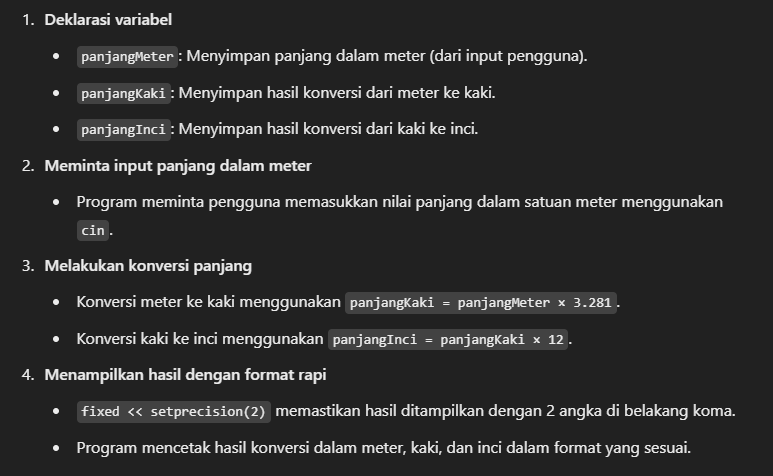 1. Deklarasi variabel
• panjangMeter: Menyimpan panjang dalam meter (dari input pengguna).
• panjangKaki: Menyimpan hasil konversi dari meter ke kaki.
• panjangInci: Menyimpan hasil konversi dari kaki ke inci.
2. Meminta input panjang dalam meter
• Program meminta pengguna memasukkan nilai panjang dalam satuan meter menggunakan
cin.
3. Melakukan konversi panjang
• Konversi meter ke kaki menggunakan panjangKaki = panjangMeter × 3.281.
• Konversi kaki ke inci menggunakan panjangInci = panjangKaki × 12.
4. Menampilkan hasil dengan format rapi
• fixed << setprecision(2) memastikan hasil ditampilkan dengan 2 angka di belakang koma.
• Program mencetak hasil konversi dalam meter, kaki, dan inci dalam format yang sesuai.